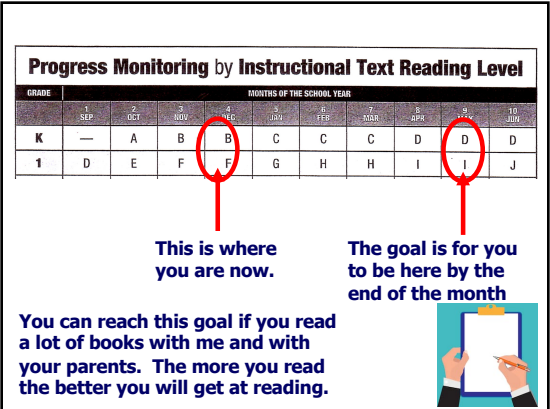 Progress Monitoring by Instructional Text Reading Level
GRADE MONTHS OF THE SCHOOL YEAR
1 2 3 4 5 6 7 8 9 10
SEP OCT NOV DEC JAN FEB MAR APR MAY JUN
K — A B B C C C D D D
1 D E F F G H H I I J
This is where
you are now.
The goal is for you
to be here by the
end of the month
You can reach this goal if you read
a lot of books with me and with
your parents. The more you read
the better you will get at reading.